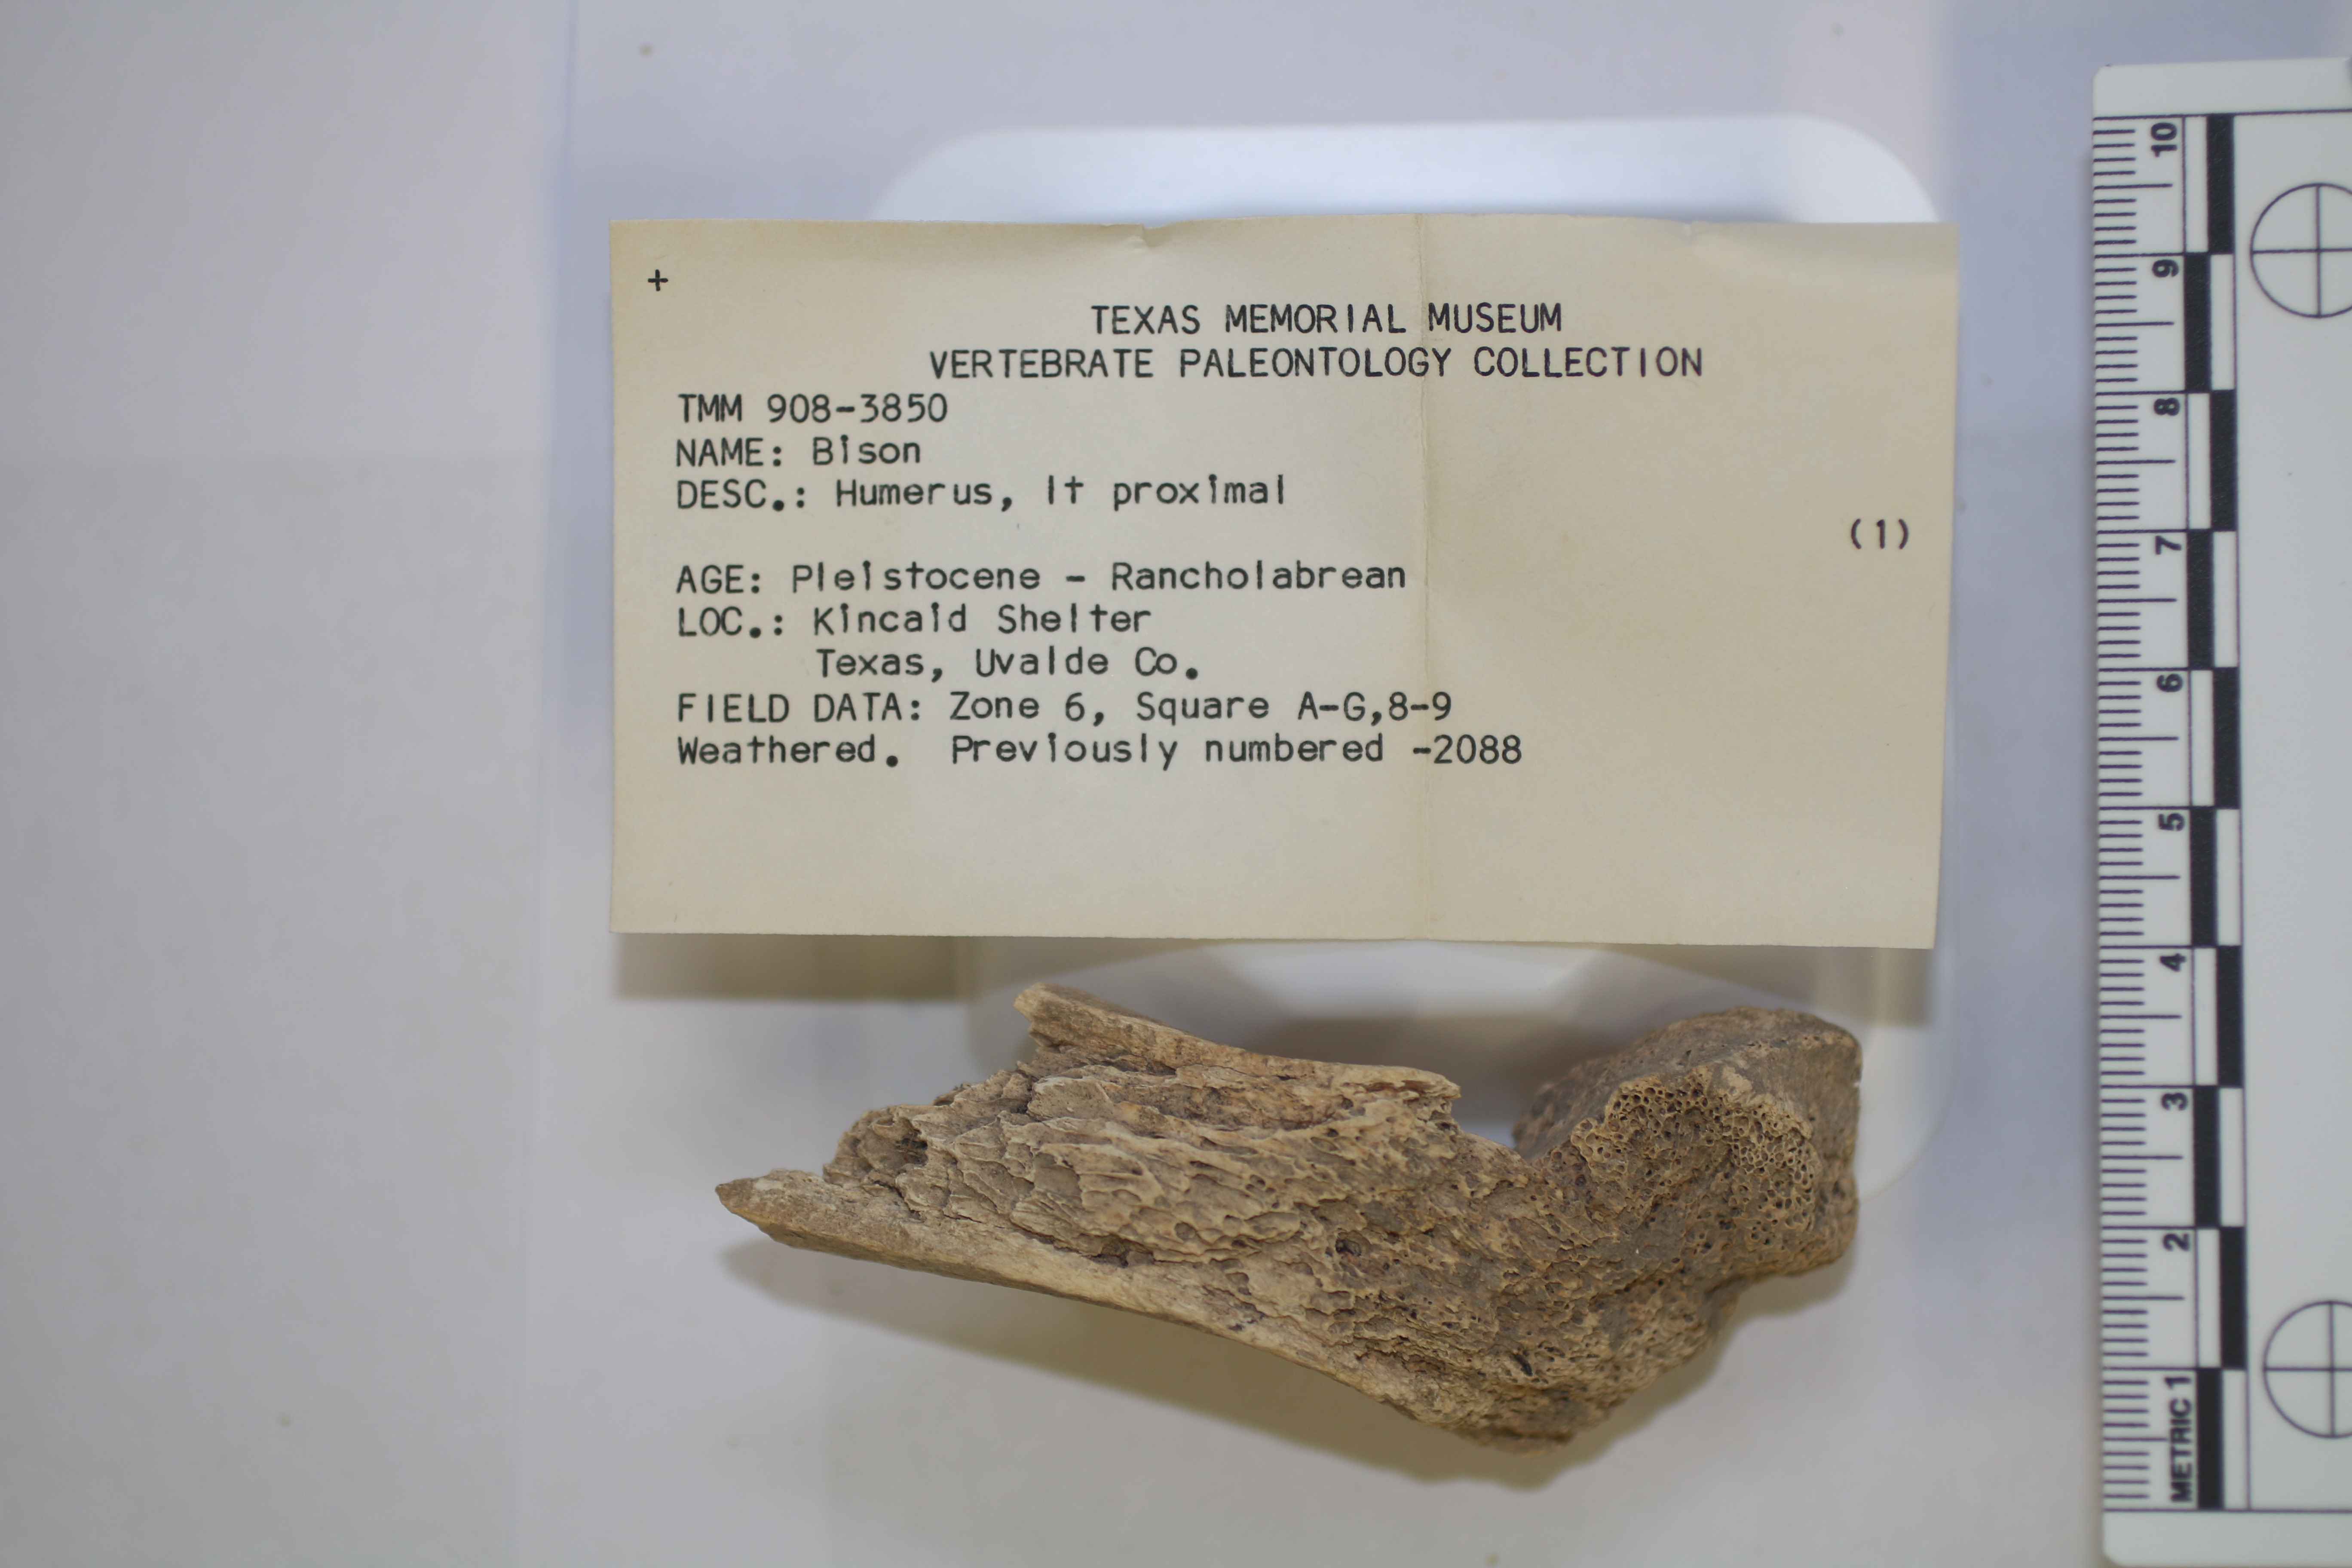 +
TEXAS MEMORIAL MUSEUM
VERTEBRATE PALEONTOLOGY COLLECTION
TMM 908-3850
NAME: Bison
DESC.: Humerus, lt proximal
(1)
AGE: Pleistocene - Rancholabrean
LOC.: Kincaid Shelter
Texas, Uvalde Co.
FIELD DATA: Zone 6, Square A-G,8-9
Weathered. Previously numbered -2088
METRIC 1 2 3 4 5 6 7 8 9 10